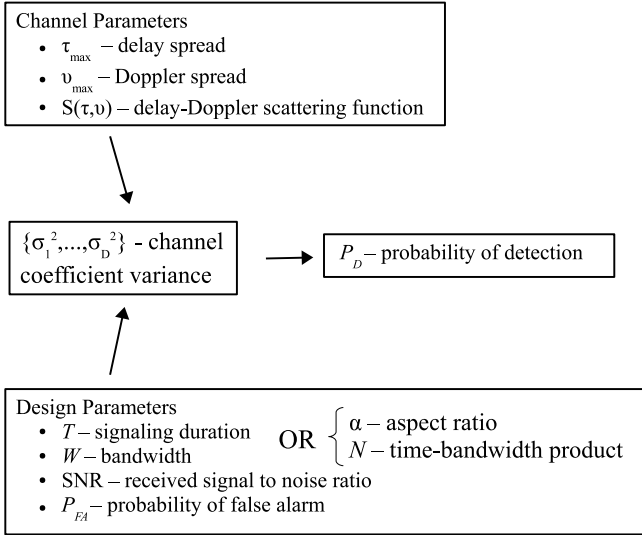 Channel Parameters
• τmax – delay spread
• υmax – Doppler spread
• S(τ,υ) – delay-Doppler scattering function
{σ₁²,...,σD²} - channel
coefficient variance
PD – probability of detection
Design Parameters
• T – signaling duration
• W – bandwidth
• SNR – received signal to noise ratio
• PFA – probability of false alarm
OR
α – aspect ratio
N – time-bandwidth product